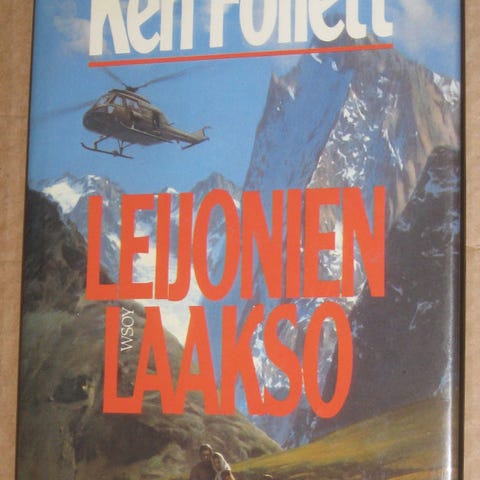 Ken Follett
LEIJONIEN
WSOY
LAAKSO